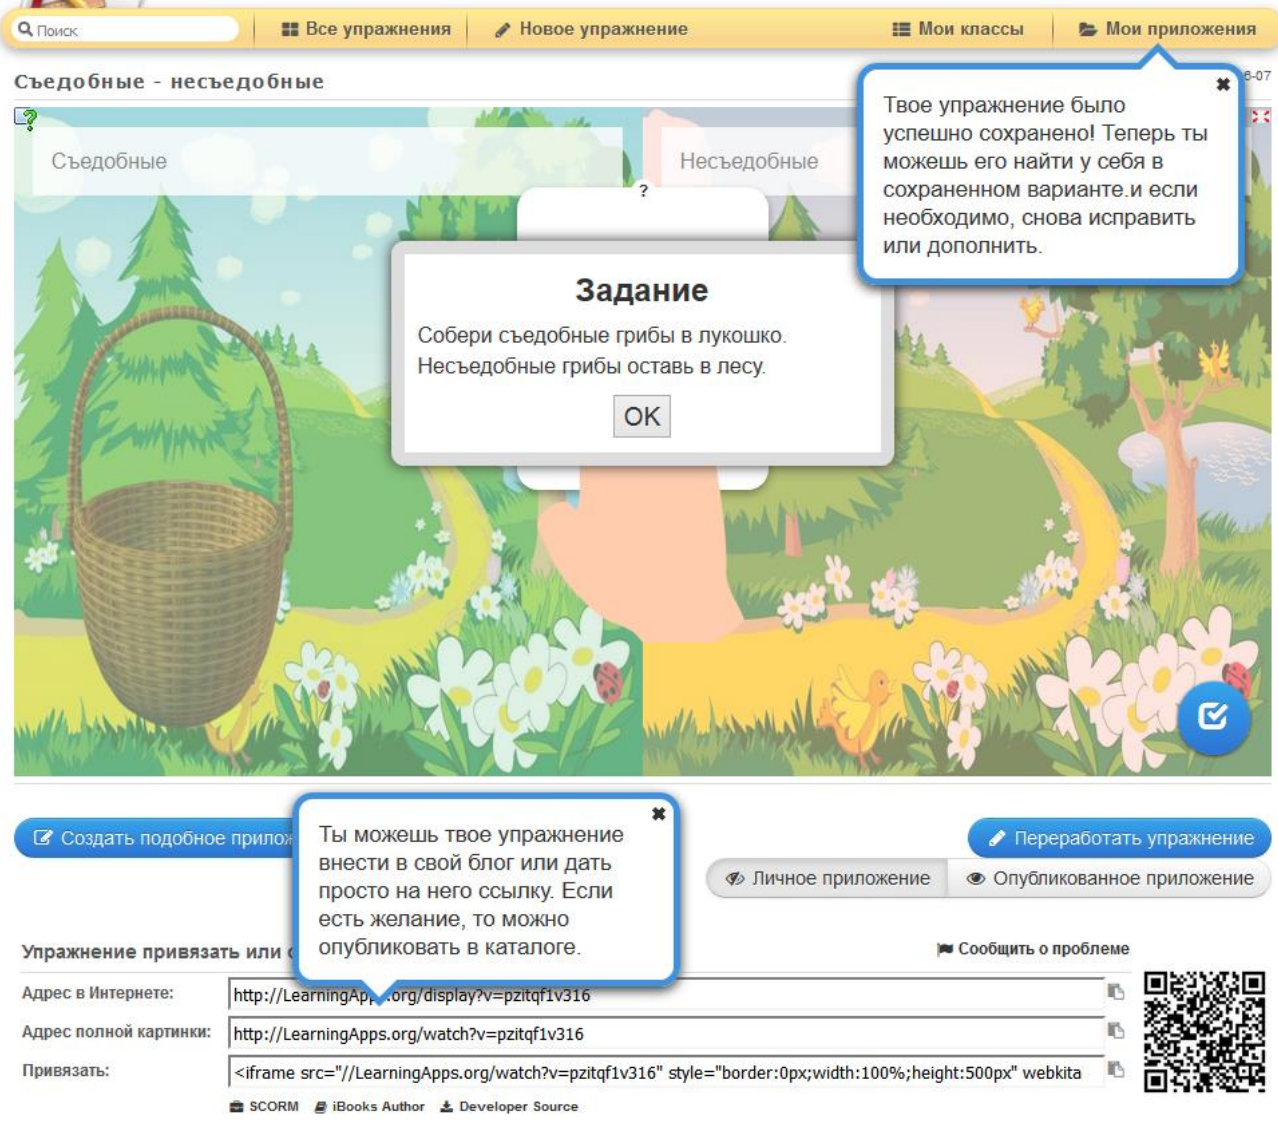 Поиск
Все упражнения
Новое упражнение
Мои классы
Мои приложения
Съедобные - несъедобные
6-07
Твое упражнение было
успешно сохранено! Теперь ты
можешь его найти у себя в
сохраненном варианте.и если
необходимо, снова исправить
или дополнить.
Съедобные
Несъедобные
?
Задание
Собери съедобные грибы в лукошко.
Несъедобные грибы оставь в лесу.
OK
Создать подобное прилож
Ты можешь твое упражнение
внести в свой блог или дать
просто на него ссылку. Если
есть желание, то можно
опубликовать в каталоге.
Переработать упражнение
Личное приложение
Опубликованное приложение
Упражнение привязать или
Сообщить о проблеме
Адрес в Интернете:
http://LearningApps.org/display?v=pzitqf1v316
Адрес полной картинки:
http://LearningApps.org/watch?v=pzitqf1v316
Привязать:
<iframe src="//LearningApps.org/watch?v=pzitqf1v316" style="border:0px;width:100%;height:500px" webkita
SCORM
iBooks Author
Developer Source